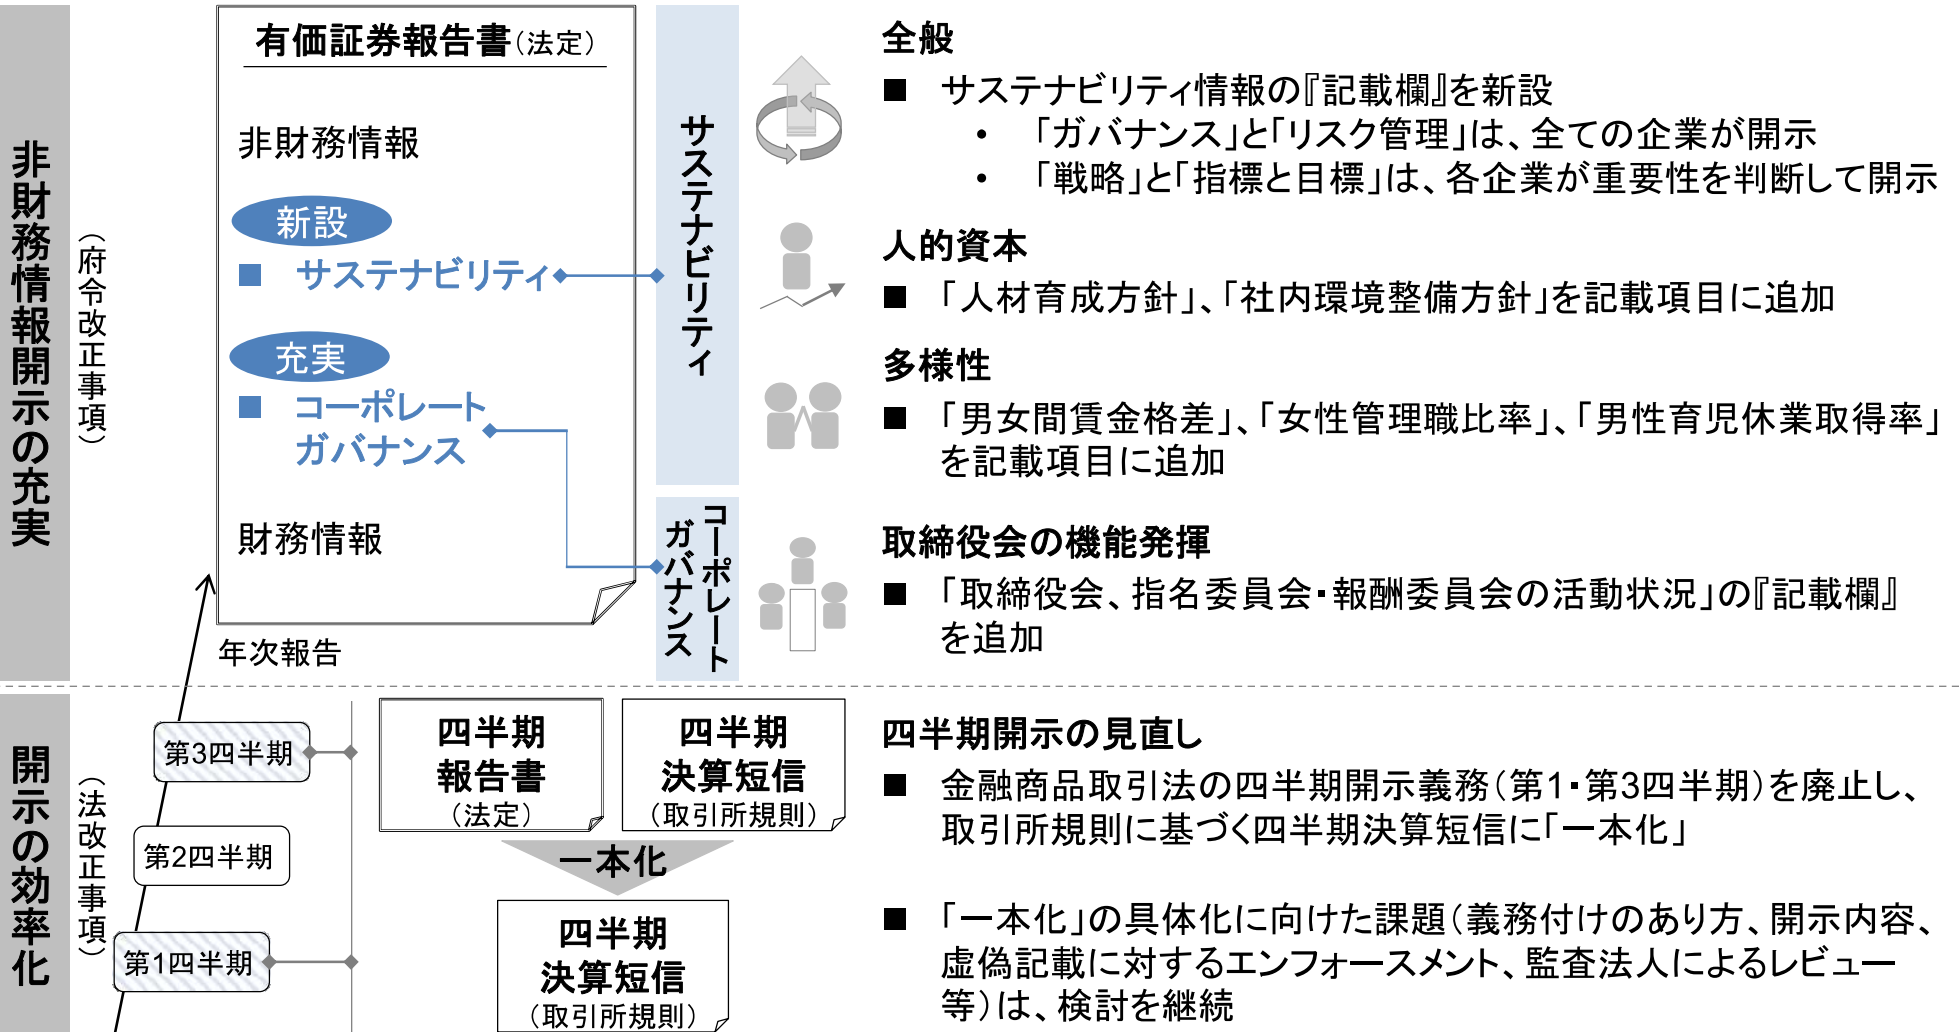 非財務情報開示の充実
（府令改正事項）
有価証券報告書（法定）
非財務情報
新設
■ サステナビリティ
充実
■ コーポレート
ガバナンス
財務情報
年次報告
サステナビリティ
コーポレート
ガバナンス
全般
■ サステナビリティ情報の『記載欄』を新設
• 「ガバナンス」と「リスク管理」は、全ての企業が開示
• 「戦略」と「指標と目標」は、各企業が重要性を判断して開示
人的資本
■ 「人材育成方針」、「社内環境整備方針」を記載項目に追加
多様性
■ 「男女間賃金格差」、「女性管理職比率」、「男性育児休業取得率」
を記載項目に追加
取締役会の機能発揮
■ 「取締役会、指名委員会・報酬委員会の活動状況」の『記載欄』
を追加
開示の効率化
（法改正事項）
第3四半期
第2四半期
第1四半期
四半期
報告書
（法定）
四半期
決算短信
（取引所規則）
一本化
四半期
決算短信
（取引所規則）
四半期開示の見直し
■ 金融商品取引法の四半期開示義務（第1・第3四半期）を廃止し、
取引所規則に基づく四半期決算短信に「一本化」
■ 「一本化」の具体化に向けた課題（義務付けのあり方、開示内容、
虚偽記載に対するエンフォースメント、監査法人によるレビュー
等）は、検討を継続